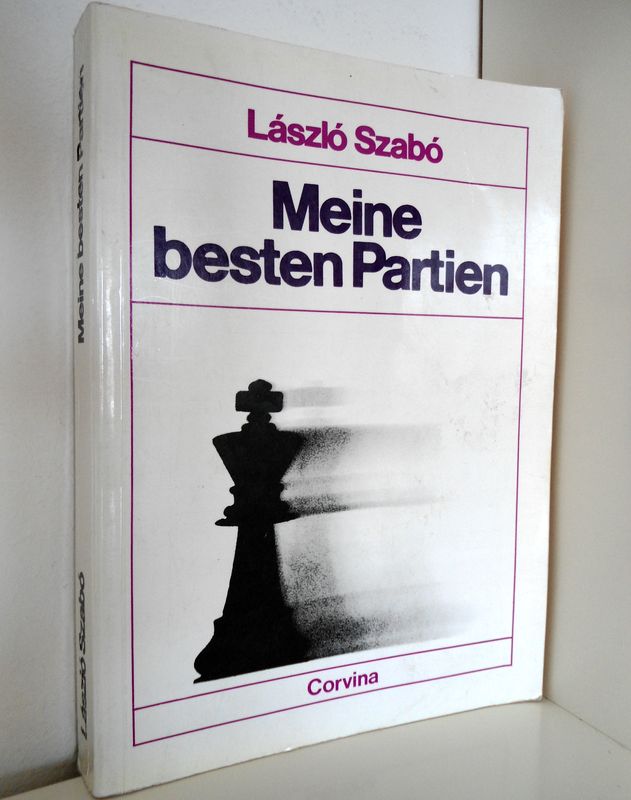 László Szabó
Meine
besten Partien
Corvina
Meine besten Partien
László Szabó